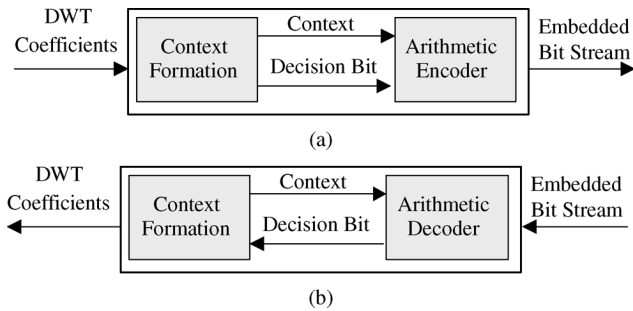 DWT
Coefficients
Context
Formation
Context
Decision Bit
Arithmetic
Encoder
Embedded
Bit Stream
(a)
DWT
Coefficients
Context
Formation
Context
Decision Bit
Arithmetic
Decoder
Embedded
Bit Stream
(b)